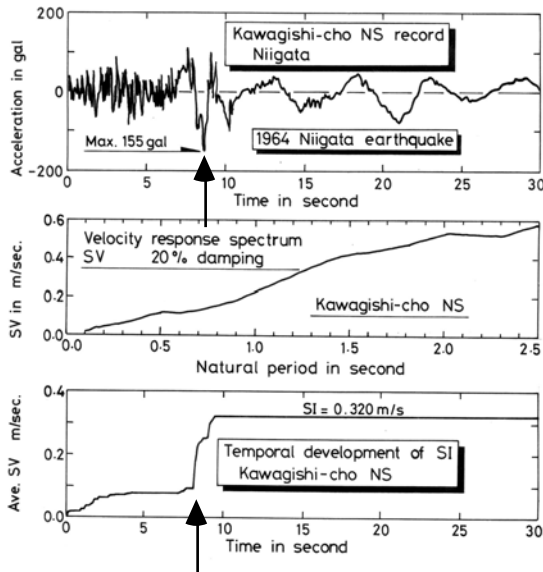 200
Kawagishi-cho NS record
Niigata
Acceleration in gal
0
1964 Niigata earthquake
Max. 155 gal
-200
0 5 10 15 20 25 30
Time in second
0.6
Velocity response spectrum
SV 20% damping
0.4
SV in m/sec.
0.2
Kawagishi-cho NS
0.0
0.0 0.5 1.0 1.5 2.0 2.5
Natural period in second
0.4
SI = 0.320 m/s
Ave. SV m/sec.
0.2
Temporal development of SI
Kawagishi-cho NS
0.0
0 5 10 15 20 25 30
Time in second